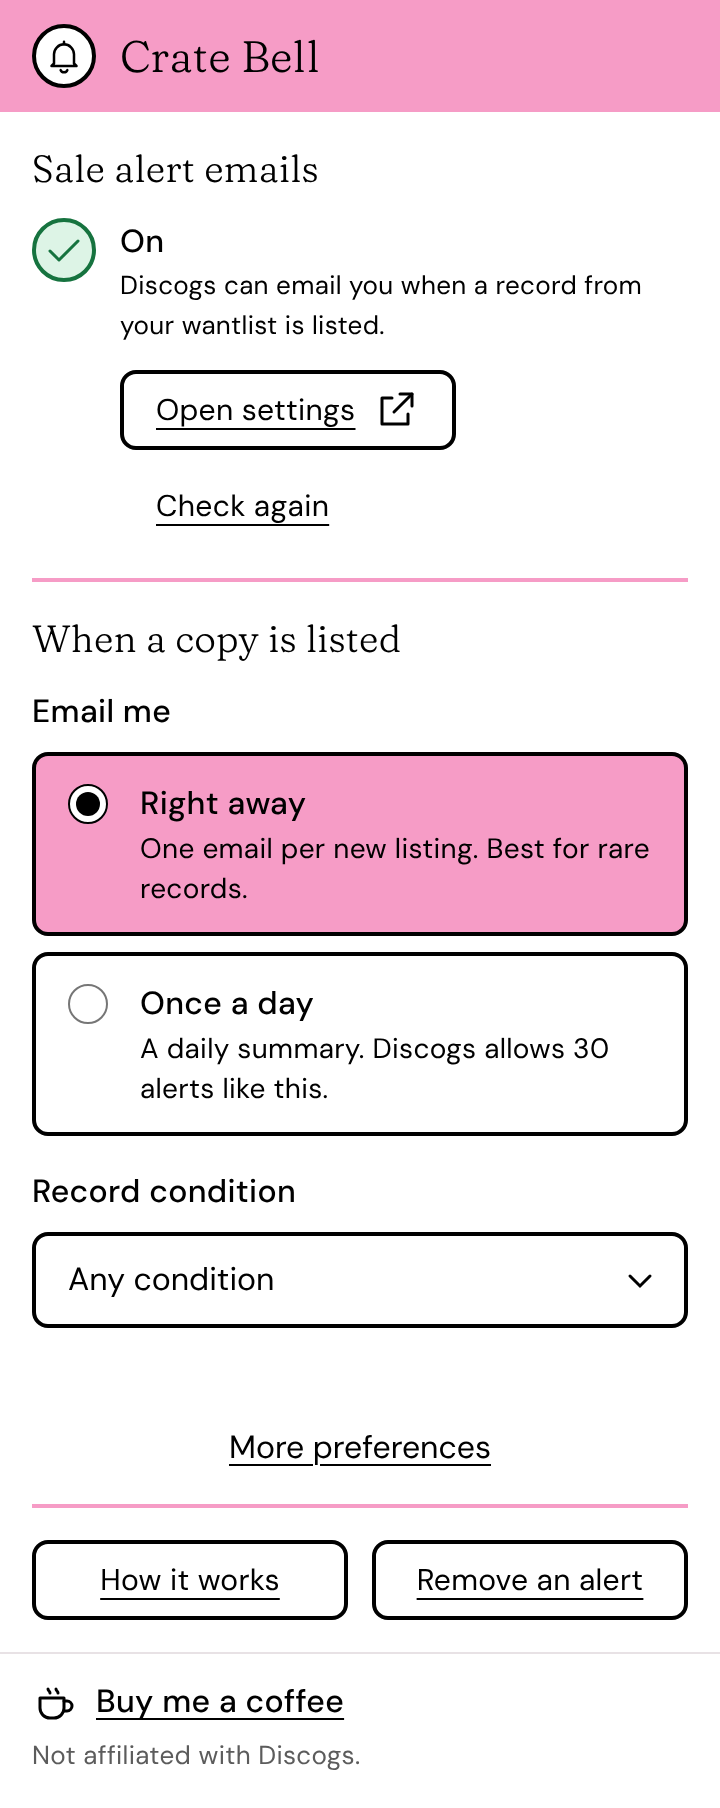 Crate Bell
Sale alert emails
On
Discogs can email you when a record from
your wantlist is listed.
Open settings
Check again
When a copy is listed
Email me
Right away
One email per new listing. Best for rare
records.
Once a day
A daily summary. Discogs allows 30
alerts like this.
Record condition
Any condition
More preferences
How it works
Remove an alert
Buy me a coffee
Not affiliated with Discogs.